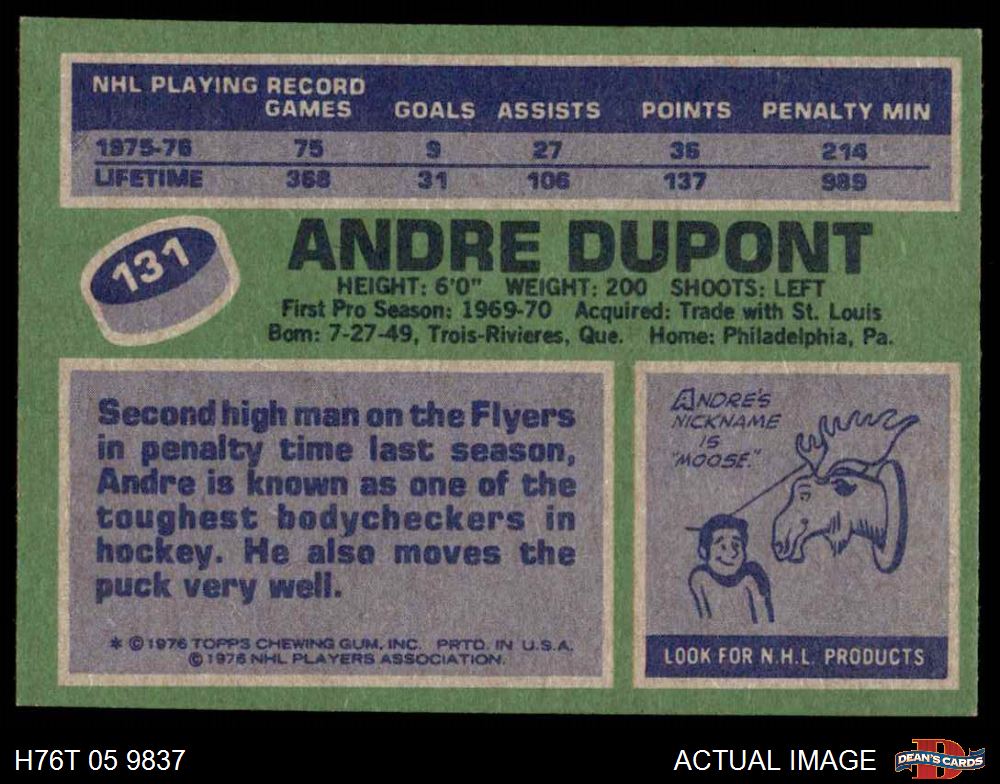 NHL PLAYING RECORD
GAMES GOALS ASSISTS POINTS PENALTY MIN
1975-76 75 9 27 36 214
LIFETIME 368 31 106 137 989
131
ANDRE DUPONT
HEIGHT: 6'0" WEIGHT: 200 SHOOTS: LEFT
First Pro Season: 1969-70 Acquired: Trade with St. Louis
Born: 7-27-49, Trois-Rivieres, Que. Home: Philadelphia, Pa.
Second high man on the Flyers
in penalty time last season,
Andre is known as one of the
toughest bodycheckers in
hockey. He also moves the
puck very well.
* © 1976 TOPPS CHEWING GUM, INC. PRTD. IN U.S.A.
© 1976 NHL PLAYERS ASSOCIATION.
ANDRE'S
NICKNAME
IS
"MOOSE."
LOOK FOR N.H.L. PRODUCTS
H76T 05 9837
ACTUAL IMAGE
D
DEAN'S CARDS